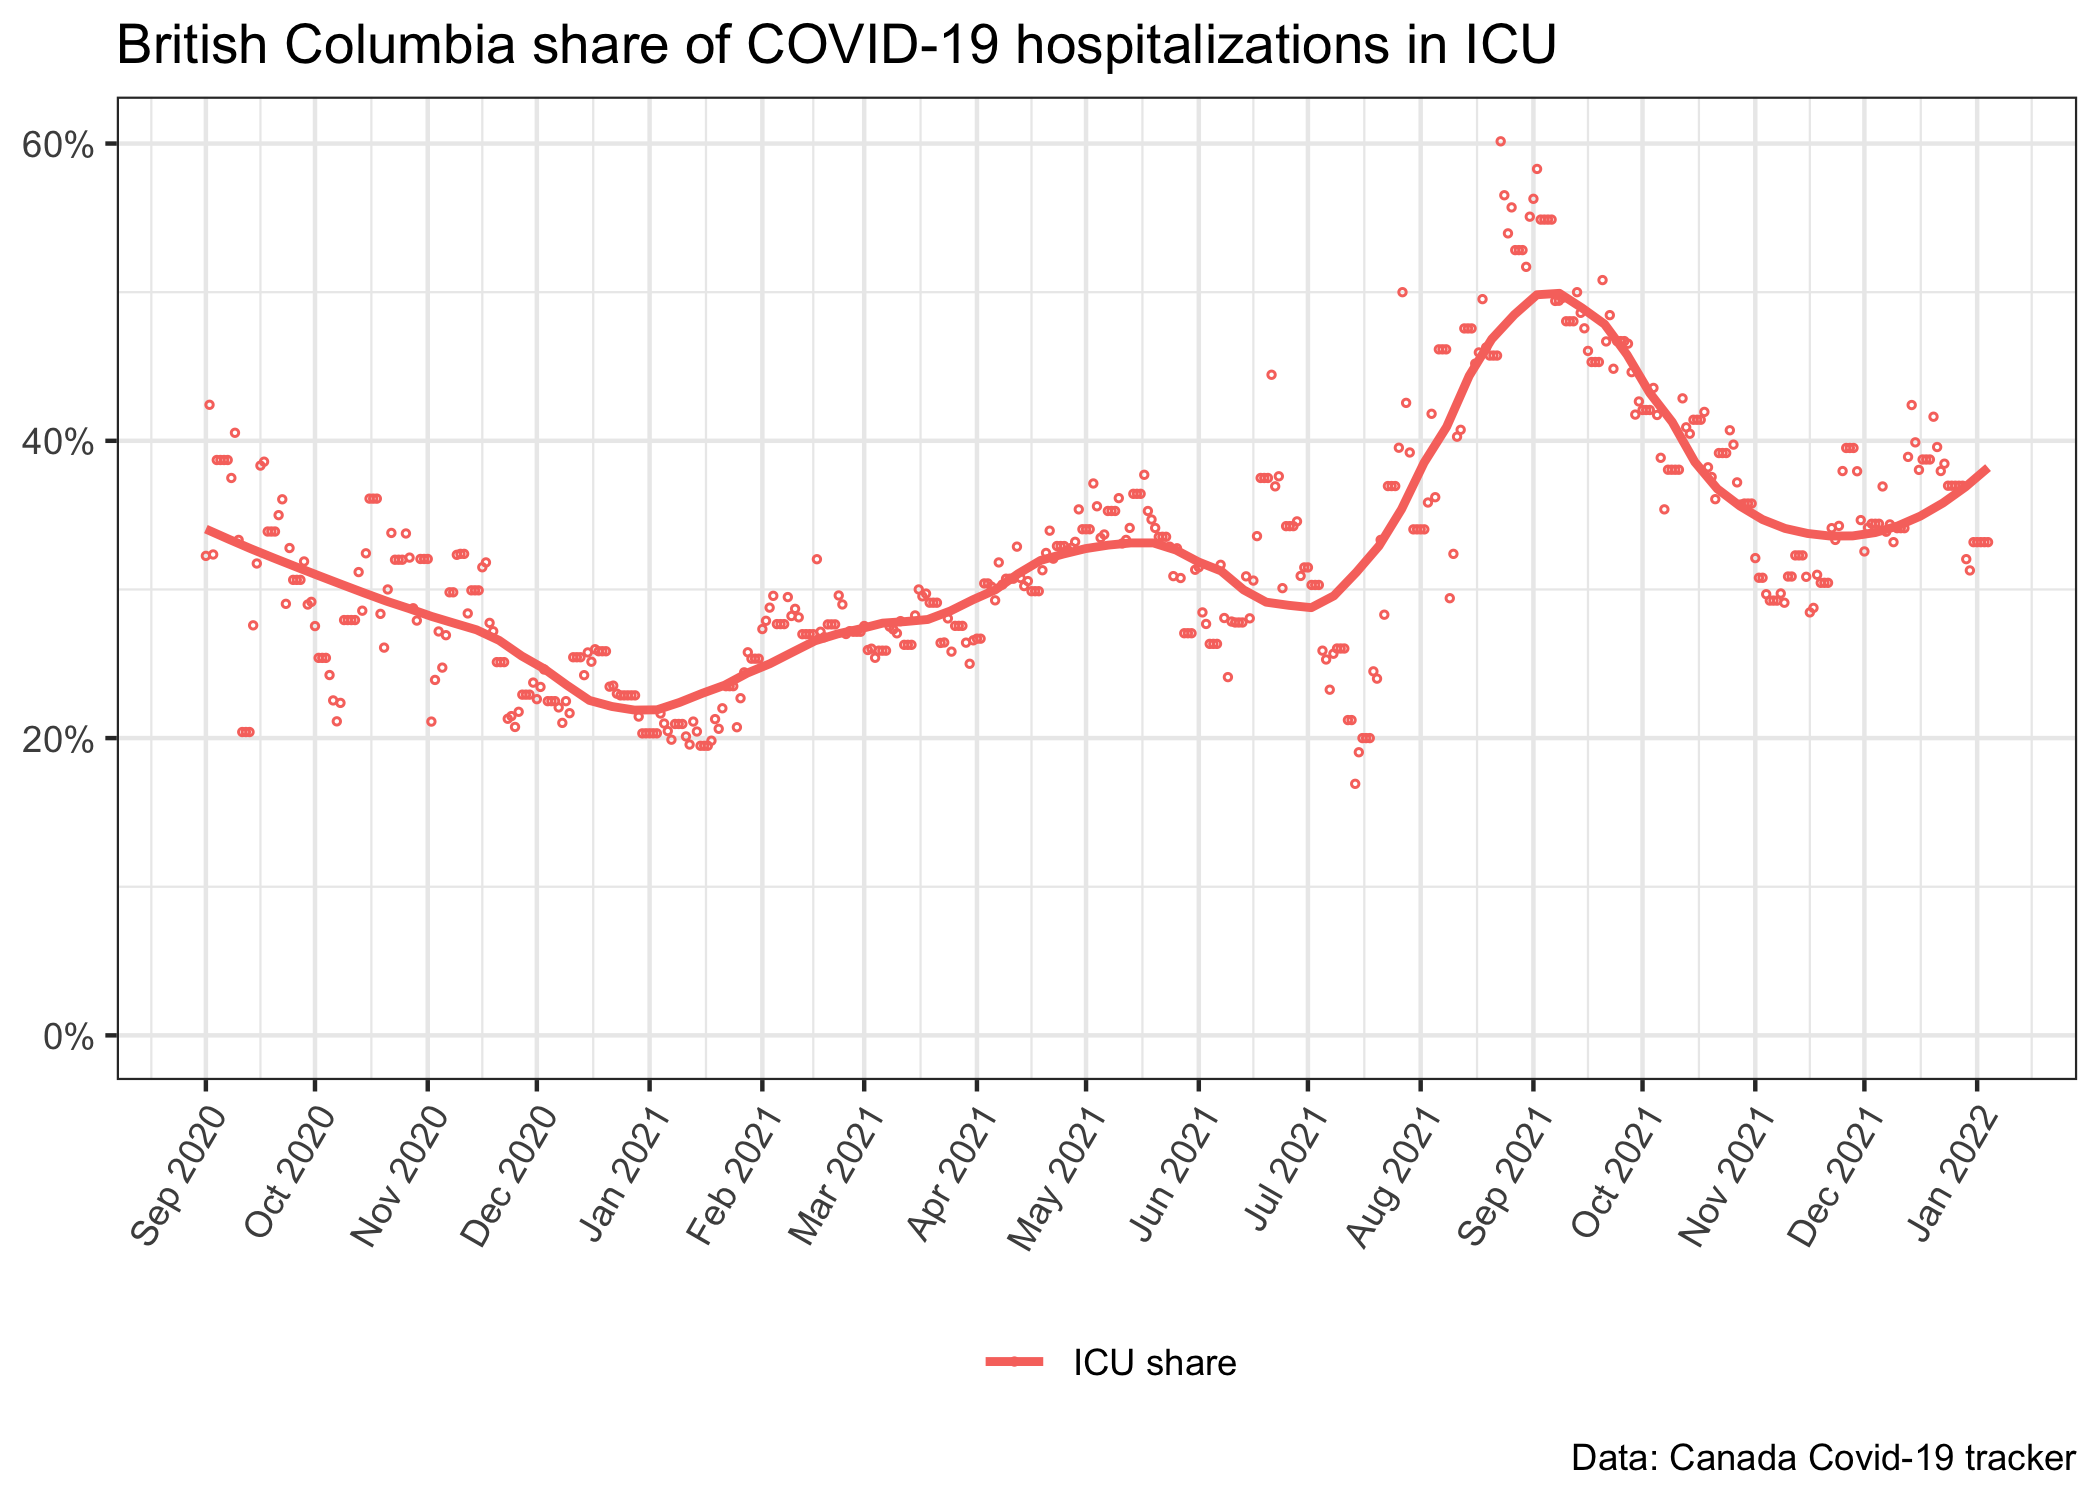 British Columbia share of COVID-19 hospitalizations in ICU
60%
40%
20%
0%
Sep 2020
Oct 2020
Nov 2020
Dec 2020
Jan 2021
Feb 2021
Mar 2021
Apr 2021
May 2021
Jun 2021
Jul 2021
Aug 2021
Sep 2021
Oct 2021
Nov 2021
Dec 2021
Jan 2022
ICU share
Data: Canada Covid-19 tracker